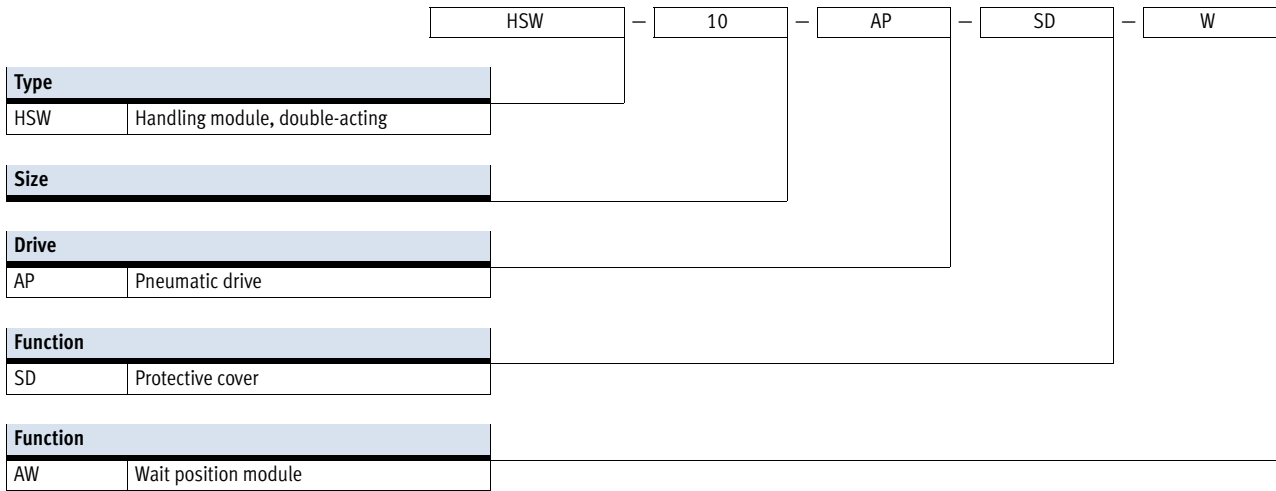 HSW — 10 — AP — SD — W
Type
HSW Handling module, double-acting
Size
Drive
AP Pneumatic drive
Function
SD Protective cover
Function
AW Wait position module